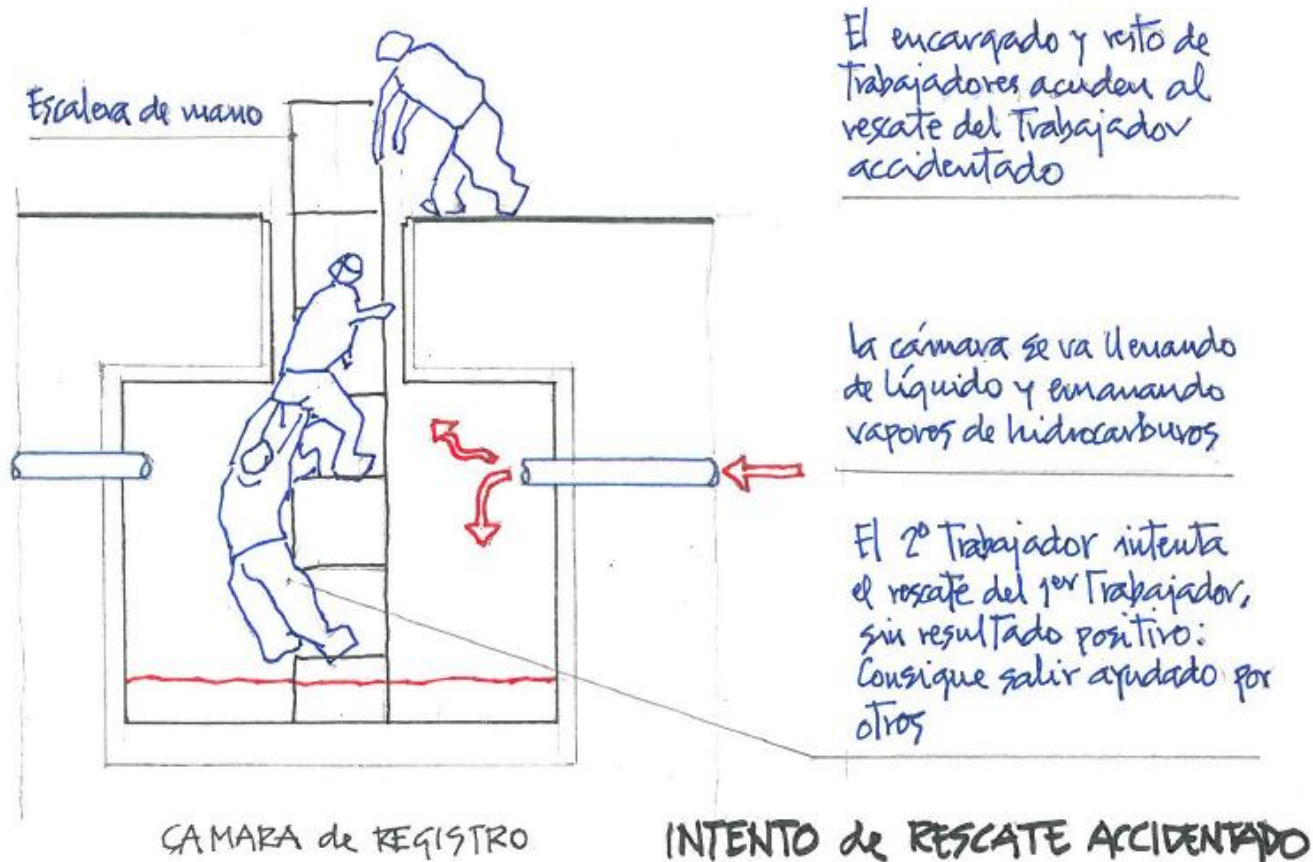 Escalera de mano
El encargado y resto de
Trabajadores acuden al
rescate del Trabajador
accidentado
la cámara se va llenando
de líquido y emanando
vapores de hidrocarburos
El 2º Trabajador intenta
el rescate del 1er Trabajador,
sin resultado positivo:
Consigue salir ayudado por
otros
CAMARA de REGISTRO
INTENTO de RESCATE ACCIDENTADO